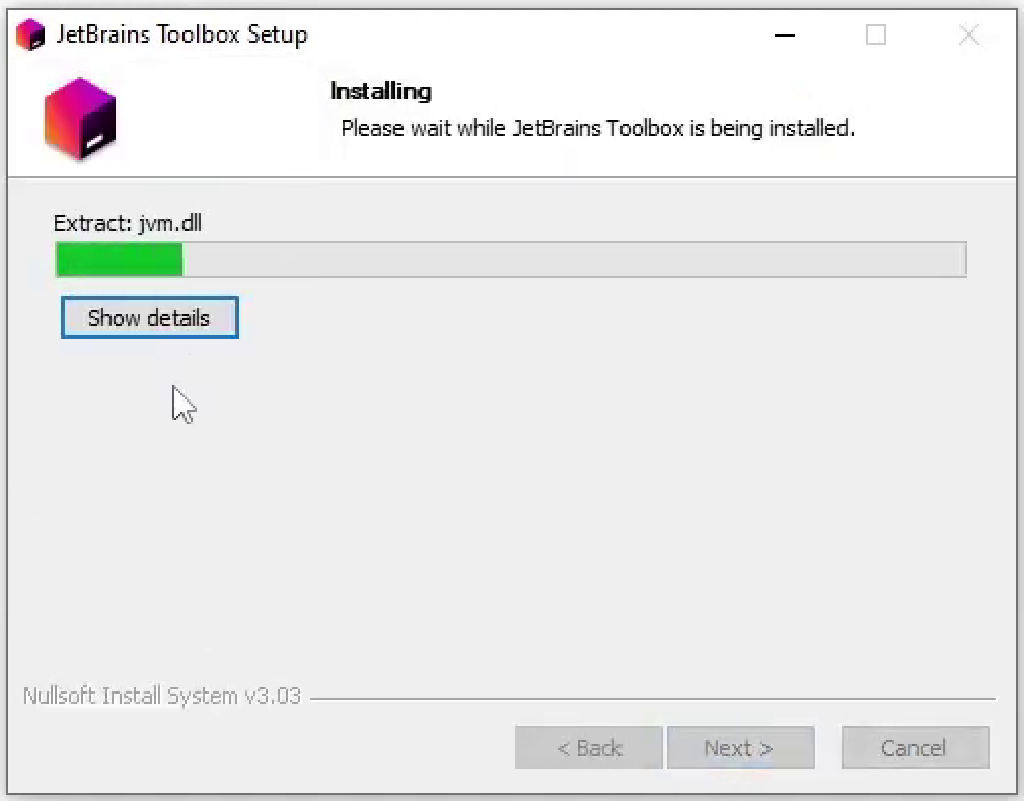 JetBrains Toolbox Setup
Installing
Please wait while JetBrains Toolbox is being installed.
Extract: jvm.dll
Show details
Nullsoft Install System v3.03
< Back
Next >
Cancel